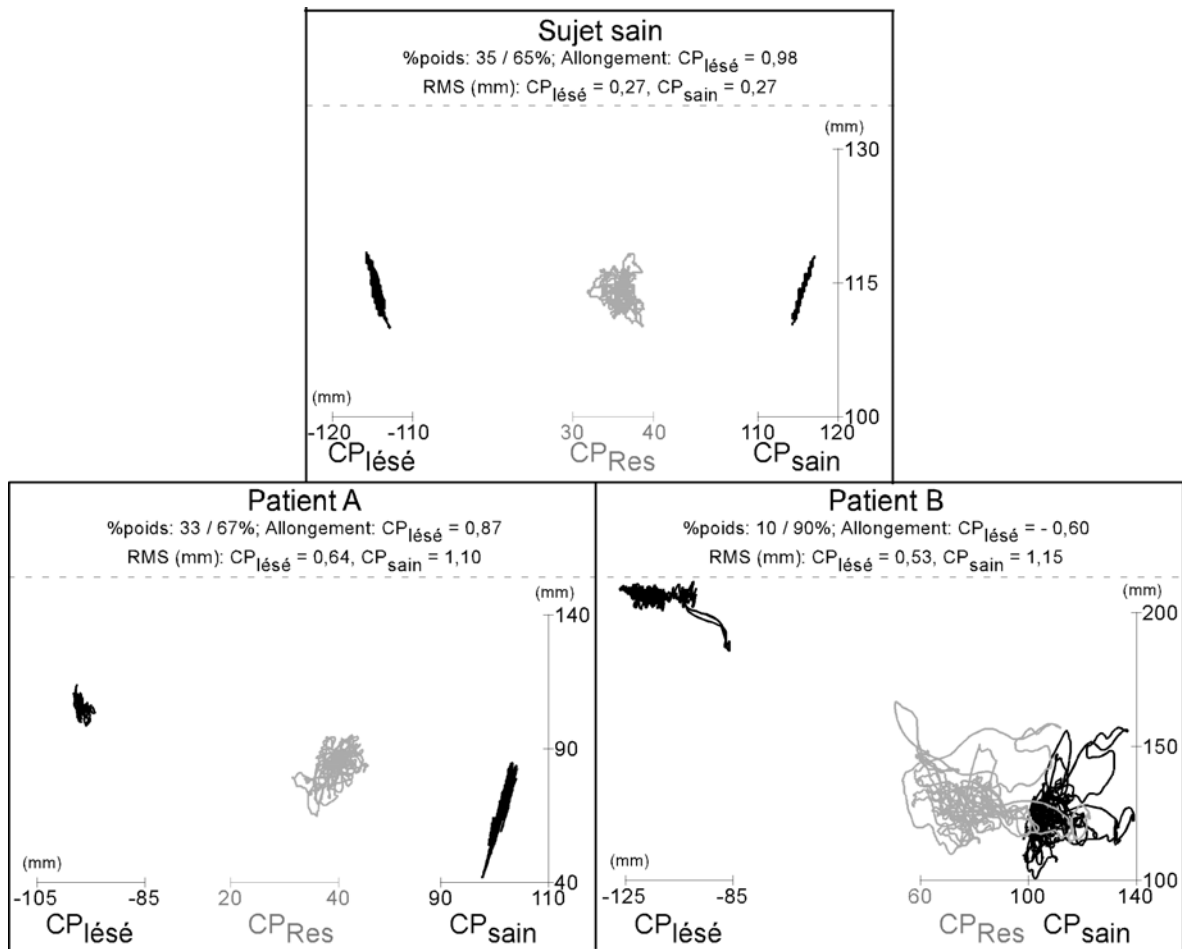 Sujet sain
%poids: 35 / 65%; Allongement: CPlésé = 0,98
RMS (mm): CPlésé = 0,27, CPsain = 0,27
(mm)
130
115
(mm)
100
-120 -110 30 40 110 120
CPlésé CPRes CPsain
Patient A
%poids: 33 / 67%; Allongement: CPlésé = 0,87
RMS (mm): CPlésé = 0,64, CPsain = 1,10
(mm)
140
90
(mm)
40
-105 -85 20 40 90 110
CPlésé CPRes CPsain
Patient B
%poids: 10 / 90%; Allongement: CPlésé = - 0,60
RMS (mm): CPlésé = 0,53, CPsain = 1,15
(mm)
200
150
(mm)
100
-125 -85 60 100 140
CPlésé CPRes CPsain